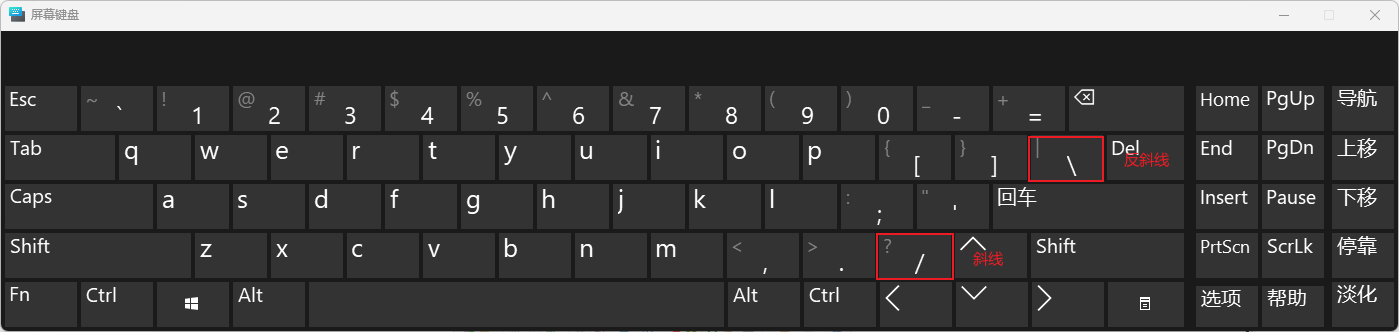 屏幕键盘
Esc ~ ` ! 1 @ 2 # 3 $ 4 % 5 ^ 6 & 7 * 8 ( 9 ) 0 _ - + = Home PgUp 导航
Tab q w e r t y u i o p { [ } ] | \ Del 反斜线 End PgDn 上移
Caps a s d f g h j k l : ; " ' 回车 Insert Pause 下移
Shift z x c v b n m < , > . ? / 斜线 Shift PrtScn ScrLk 停靠
Fn Ctrl Alt Alt Ctrl 选项 帮助 淡化